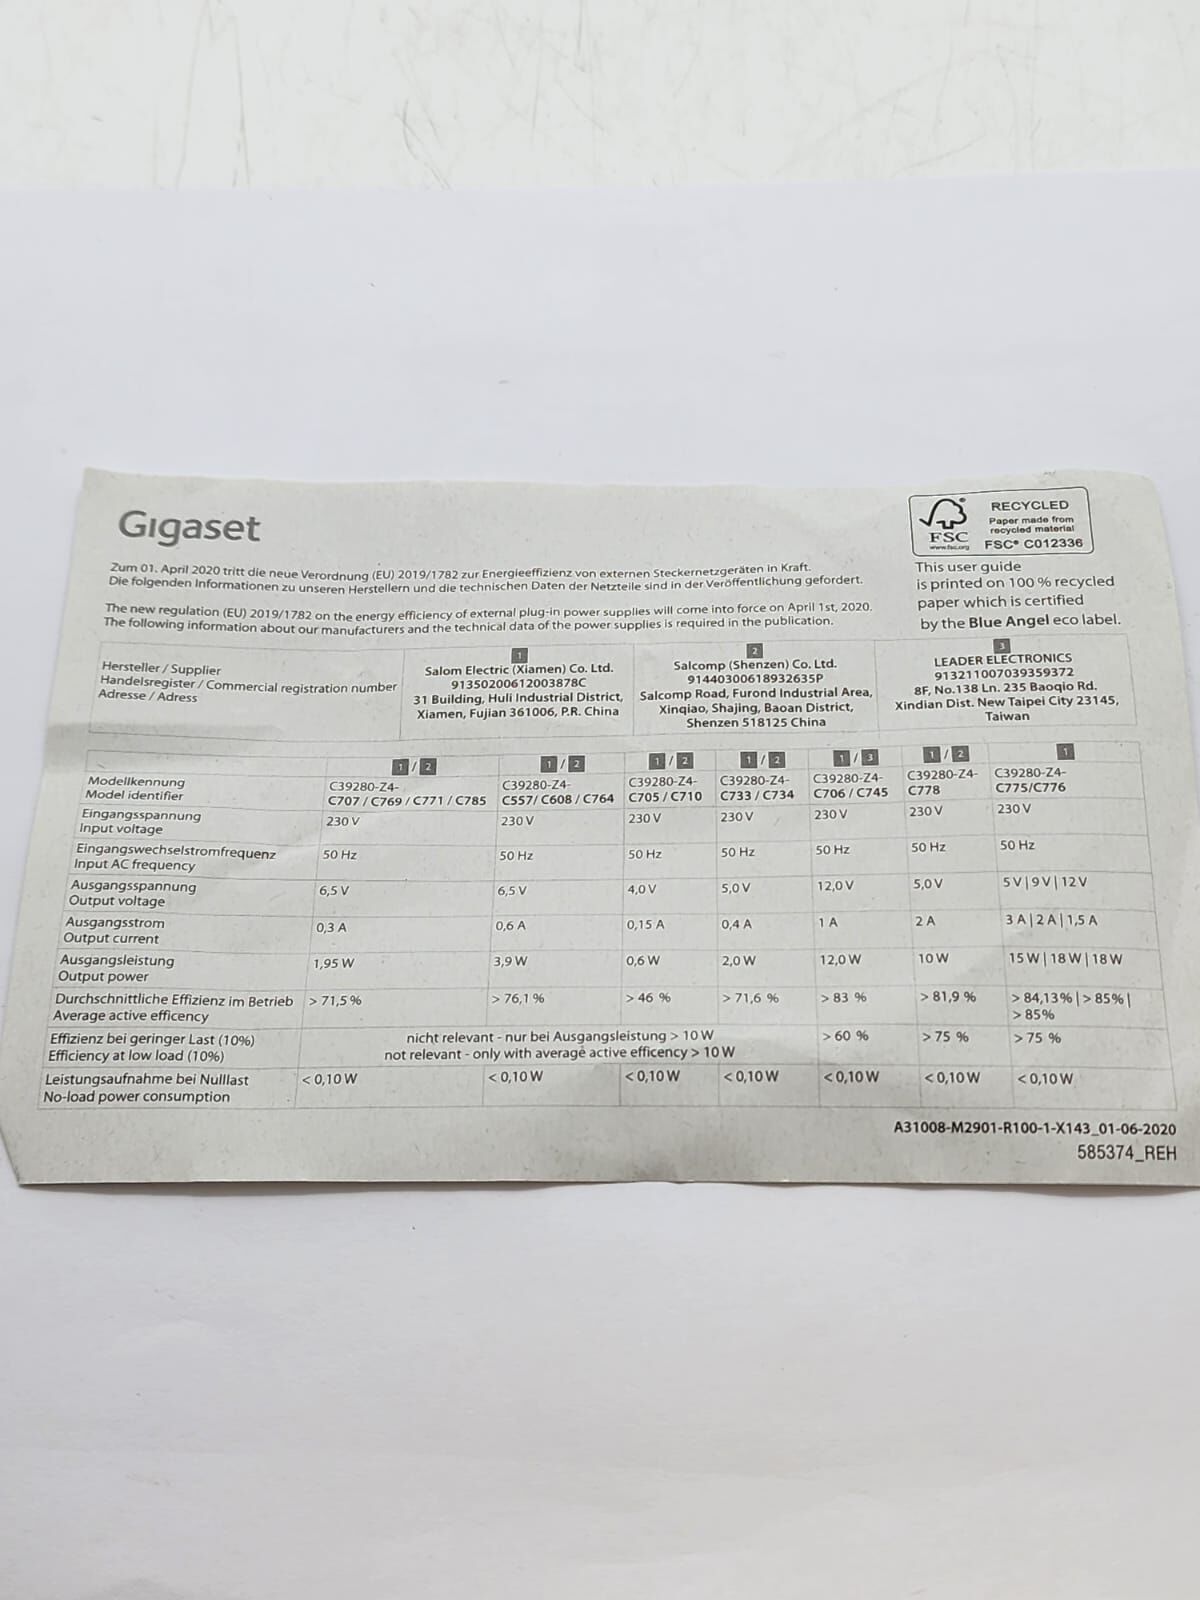 Gigaset
FSC
www.fsc.org
RECYCLED
Paper made from
recycled material
FSC® C012336
Zum 01. April 2020 tritt die neue Verordnung (EU) 2019/1782 zur Energieeffizienz von externen Steckernetzgeräten in Kraft.
Die folgenden Informationen zu unseren Herstellern und die technischen Daten der Netzteile sind in der Veröffentlichung gefordert.
The new regulation (EU) 2019/1782 on the energy efficiency of external plug-in power supplies will come into force on April 1st, 2020.
The following information about our manufacturers and the technical data of the power supplies is required in the publication.
This user guide
is printed on 100 % recycled
paper which is certified
by the Blue Angel eco label.
Hersteller / Supplier
Handelsregister / Commercial registration number
Adresse / Adress
1
Salom Electric (Xiamen) Co. Ltd.
91350200612003878C
31 Building, Huli Industrial District,
Xiamen, Fujian 361006, P.R. China
2
Salcomp (Shenzen) Co. Ltd.
91440300618932635P
Salcomp Road, Furond Industrial Area,
Xinqiao, Shajing, Baoan District,
Shenzen 518125 China
3
LEADER ELECTRONICS
913211007039359372
8F, No.138 Ln. 235 Baoqio Rd.
Xindian Dist. New Taipei City 23145,
Taiwan
1 / 2 1 / 2 1 / 2 1 / 2 1 / 3 1 / 2 1
Modellkennung C39280-Z4- C39280-Z4- C39280-Z4- C39280-Z4- C39280-Z4- C39280-Z4- C39280-Z4-
Model identifier C707 / C769 / C771 / C785 C557/ C608 / C764 C705 / C710 C733 / C734 C706 / C745 C778 C775/C776
Eingangsspannung
Input voltage
230 V 230 V 230 V 230 V 230 V 230 V 230 V
Eingangswechselstromfrequenz
Input AC frequency
50 Hz 50 Hz 50 Hz 50 Hz 50 Hz 50 Hz 50 Hz
Ausgangsspannung
Output voltage
6,5 V 6,5 V 4,0 V 5,0 V 12,0 V 5,0 V 5 V | 9 V | 12 V
Ausgangsstrom
Output current
0,3 A 0,6 A 0,15 A 0,4 A 1 A 2 A 3 A | 2 A | 1,5 A
Ausgangsleistung
Output power
1,95 W 3,9 W 0,6 W 2,0 W 12,0 W 10 W 15 W | 18 W | 18 W
Durchschnittliche Effizienz im Betrieb
Average active efficency
> 71,5 % > 76,1 % > 46 % > 71,6 % > 83 % > 81,9 % > 84,13% | > 85% |
> 85%
Effizienz bei geringer Last (10%)
Efficiency at low load (10%)
nicht relevant - nur bei Ausgangsleistung > 10 W
not relevant - only with average active efficency > 10 W
> 60 % > 75 % > 75 %
Leistungsaufnahme bei Nulllast
No-load power consumption
< 0,10 W < 0,10 W < 0,10 W < 0,10 W < 0,10 W < 0,10 W < 0,10 W
A31008-M2901-R100-1-X143_01-06-2020
585374_REH